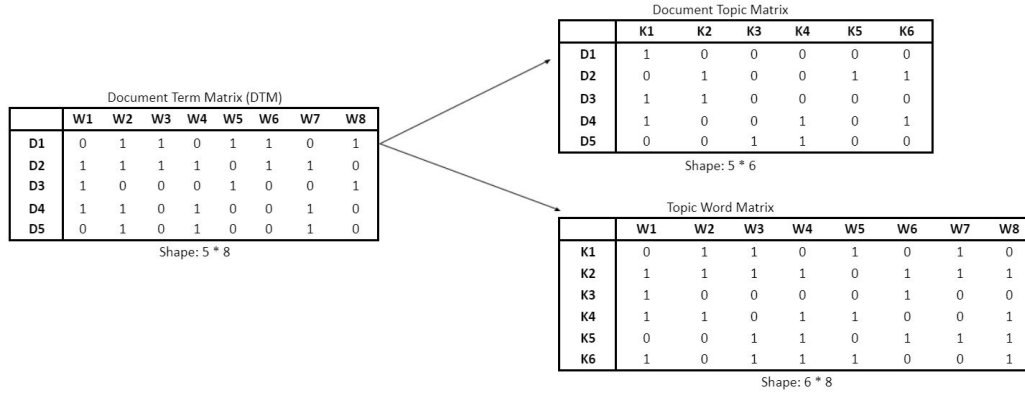 Document Topic Matrix
K1 K2 K3 K4 K5 K6
D1 1 0 0 0 0 0
D2 0 1 0 0 1 1
D3 1 1 0 0 0 0
D4 1 0 0 1 0 1
D5 0 0 1 1 0 0
Shape: 5 * 6
Document Term Matrix (DTM)
W1 W2 W3 W4 W5 W6 W7 W8
D1 0 1 1 0 1 1 0 1
D2 1 1 1 1 0 1 1 0
D3 1 0 0 0 1 0 0 1
D4 1 1 0 1 0 0 1 0
D5 0 1 0 1 0 0 1 0
Shape: 5 * 8
Topic Word Matrix
W1 W2 W3 W4 W5 W6 W7 W8
K1 0 1 1 0 1 0 1 0
K2 1 1 1 1 0 1 1 1
K3 1 0 0 0 0 1 0 0
K4 1 1 0 1 1 0 0 1
K5 0 0 1 1 0 1 1 1
K6 1 0 1 1 1 0 0 1
Shape: 6 * 8